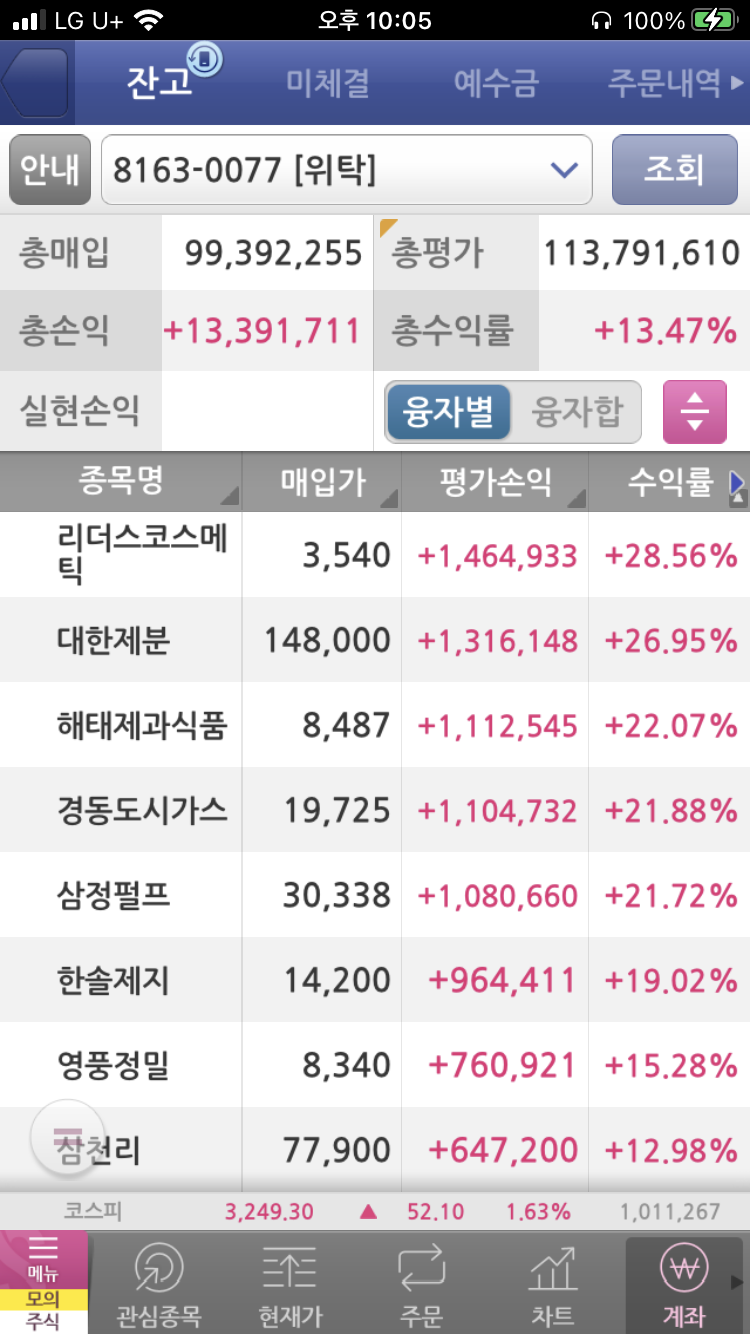 LG U+ 오후 10:05 100%
잔고 미체결 예수금 주문내역
안내 8163-0077 [위탁] 조회
총매입 99,392,255 총평가 113,791,610
총손익 +13,391,711 총수익률 +13.47%
실현손익 융자별 융자합
종목명 매입가 평가손익 수익률
리더스코스메
틱 3,540 +1,464,933 +28.56%
대한제분 148,000 +1,316,148 +26.95%
해태제과식품 8,487 +1,112,545 +22.07%
경동도시가스 19,725 +1,104,732 +21.88%
삼정펄프 30,338 +1,080,660 +21.72%
한솔제지 14,200 +964,411 +19.02%
영풍정밀 8,340 +760,921 +15.28%
삼천리 77,900 +647,200 +12.98%
코스피 3,249.30 ▲ 52.10 1.63% 1,011,267
메뉴
모의
주식
관심종목 현재가 주문 차트 계좌